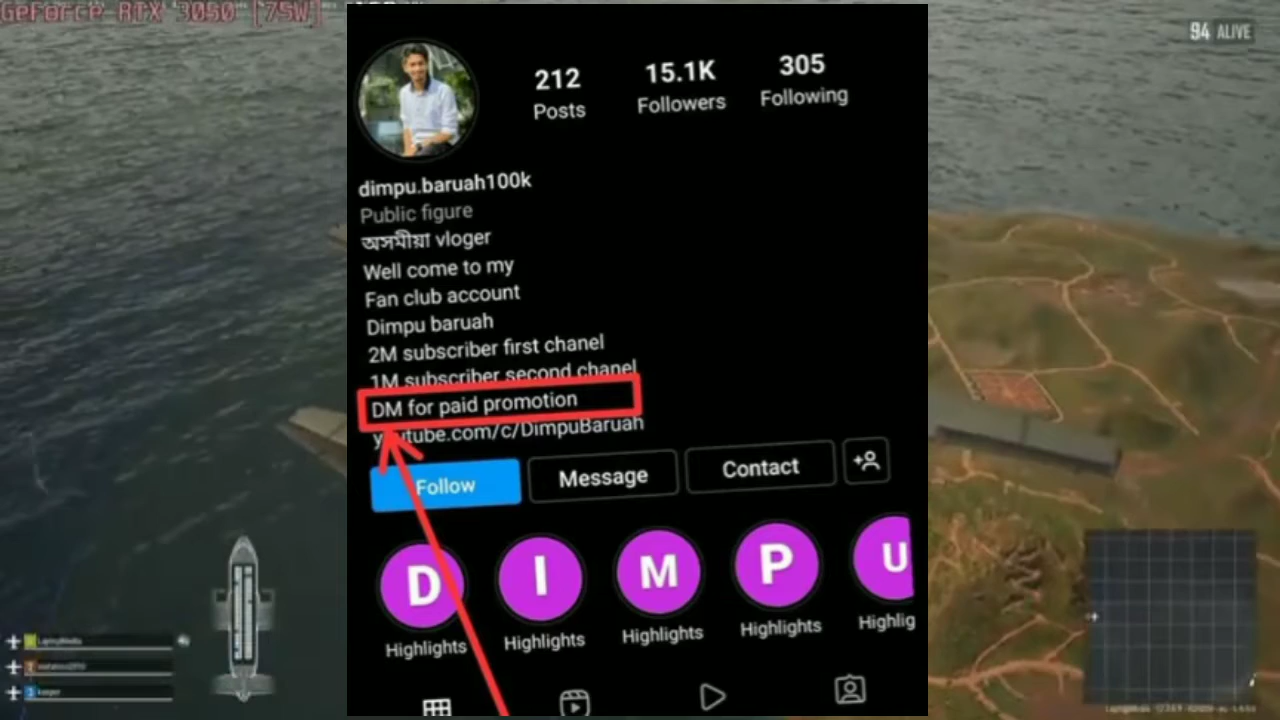 GeForce RTX 3050 [75W]
94 ALIVE
212
Posts
15.1K
Followers
305
Following
dimpu.baruah100k
Public figure
অসমীয়া vloger
Well come to my
Fan club account
Dimpu baruah
2M subscriber first chanel
1M subscriber second chanel
DM for paid promotion
youtube.com/c/DimpuBaruah
Follow
Message
Contact
D
I
M
P
U
Highlights
Highlights
Highlights
Highlights
Highlig